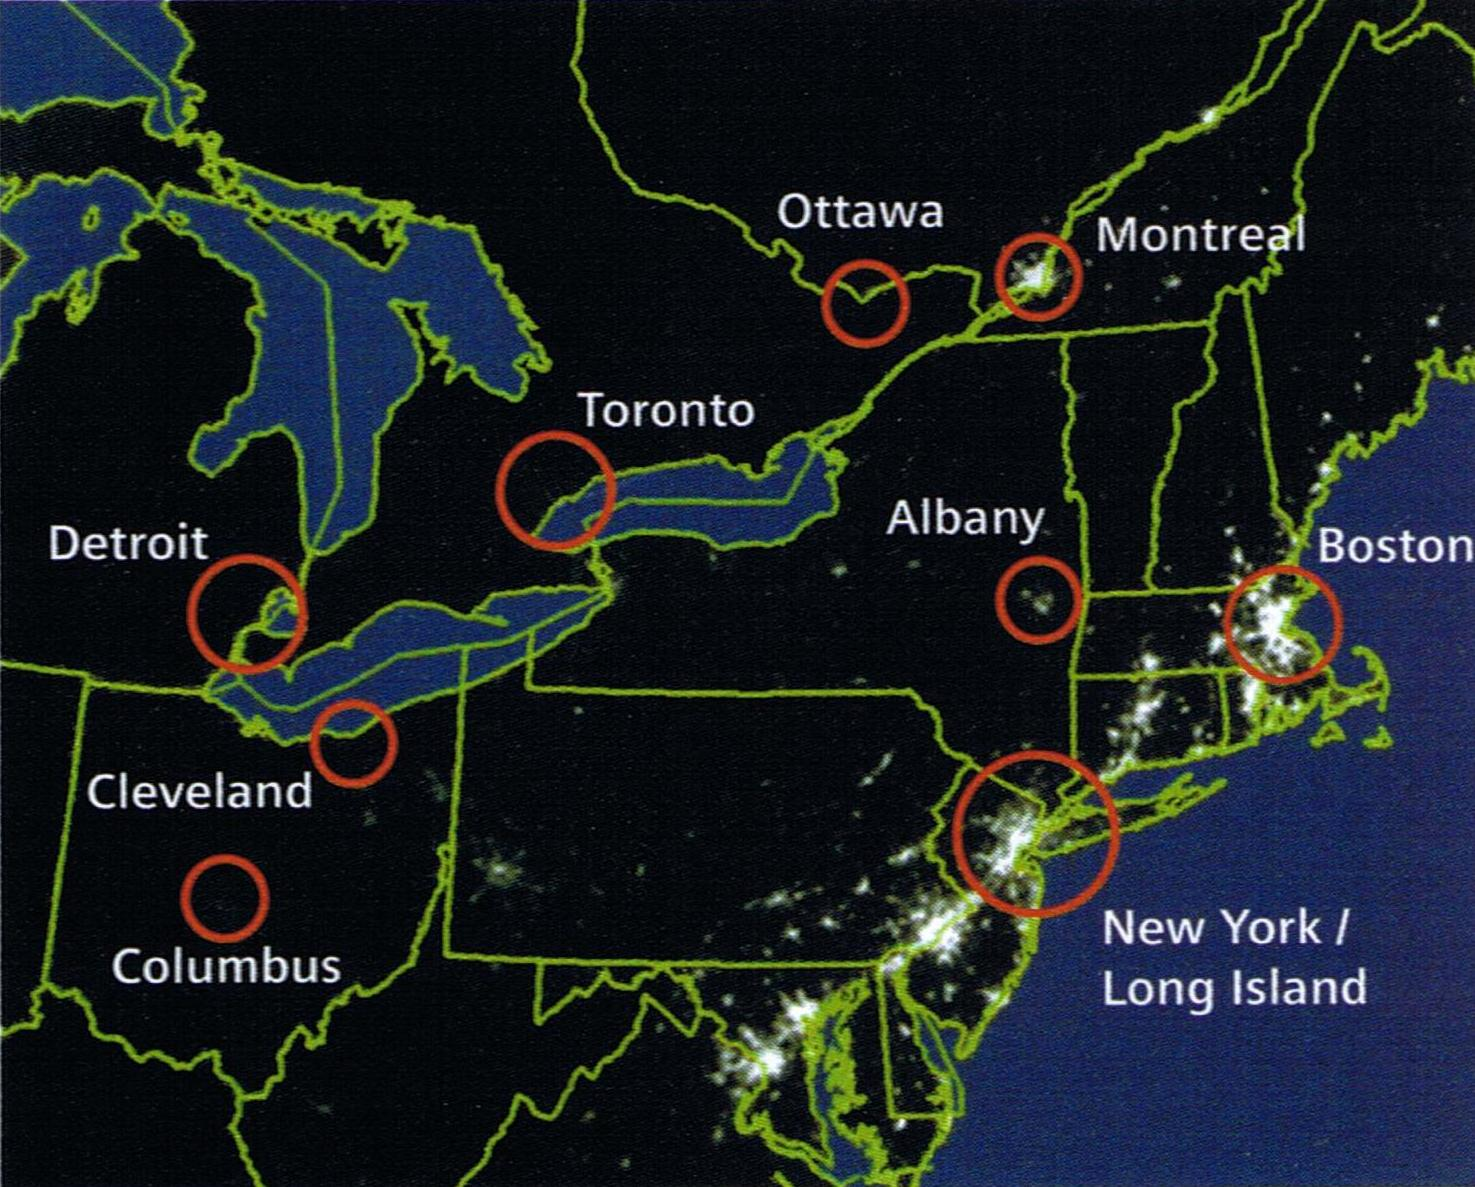 Ottawa
Montreal
Toronto
Albany
Boston
Detroit
Cleveland
Columbus
New York /
Long Island